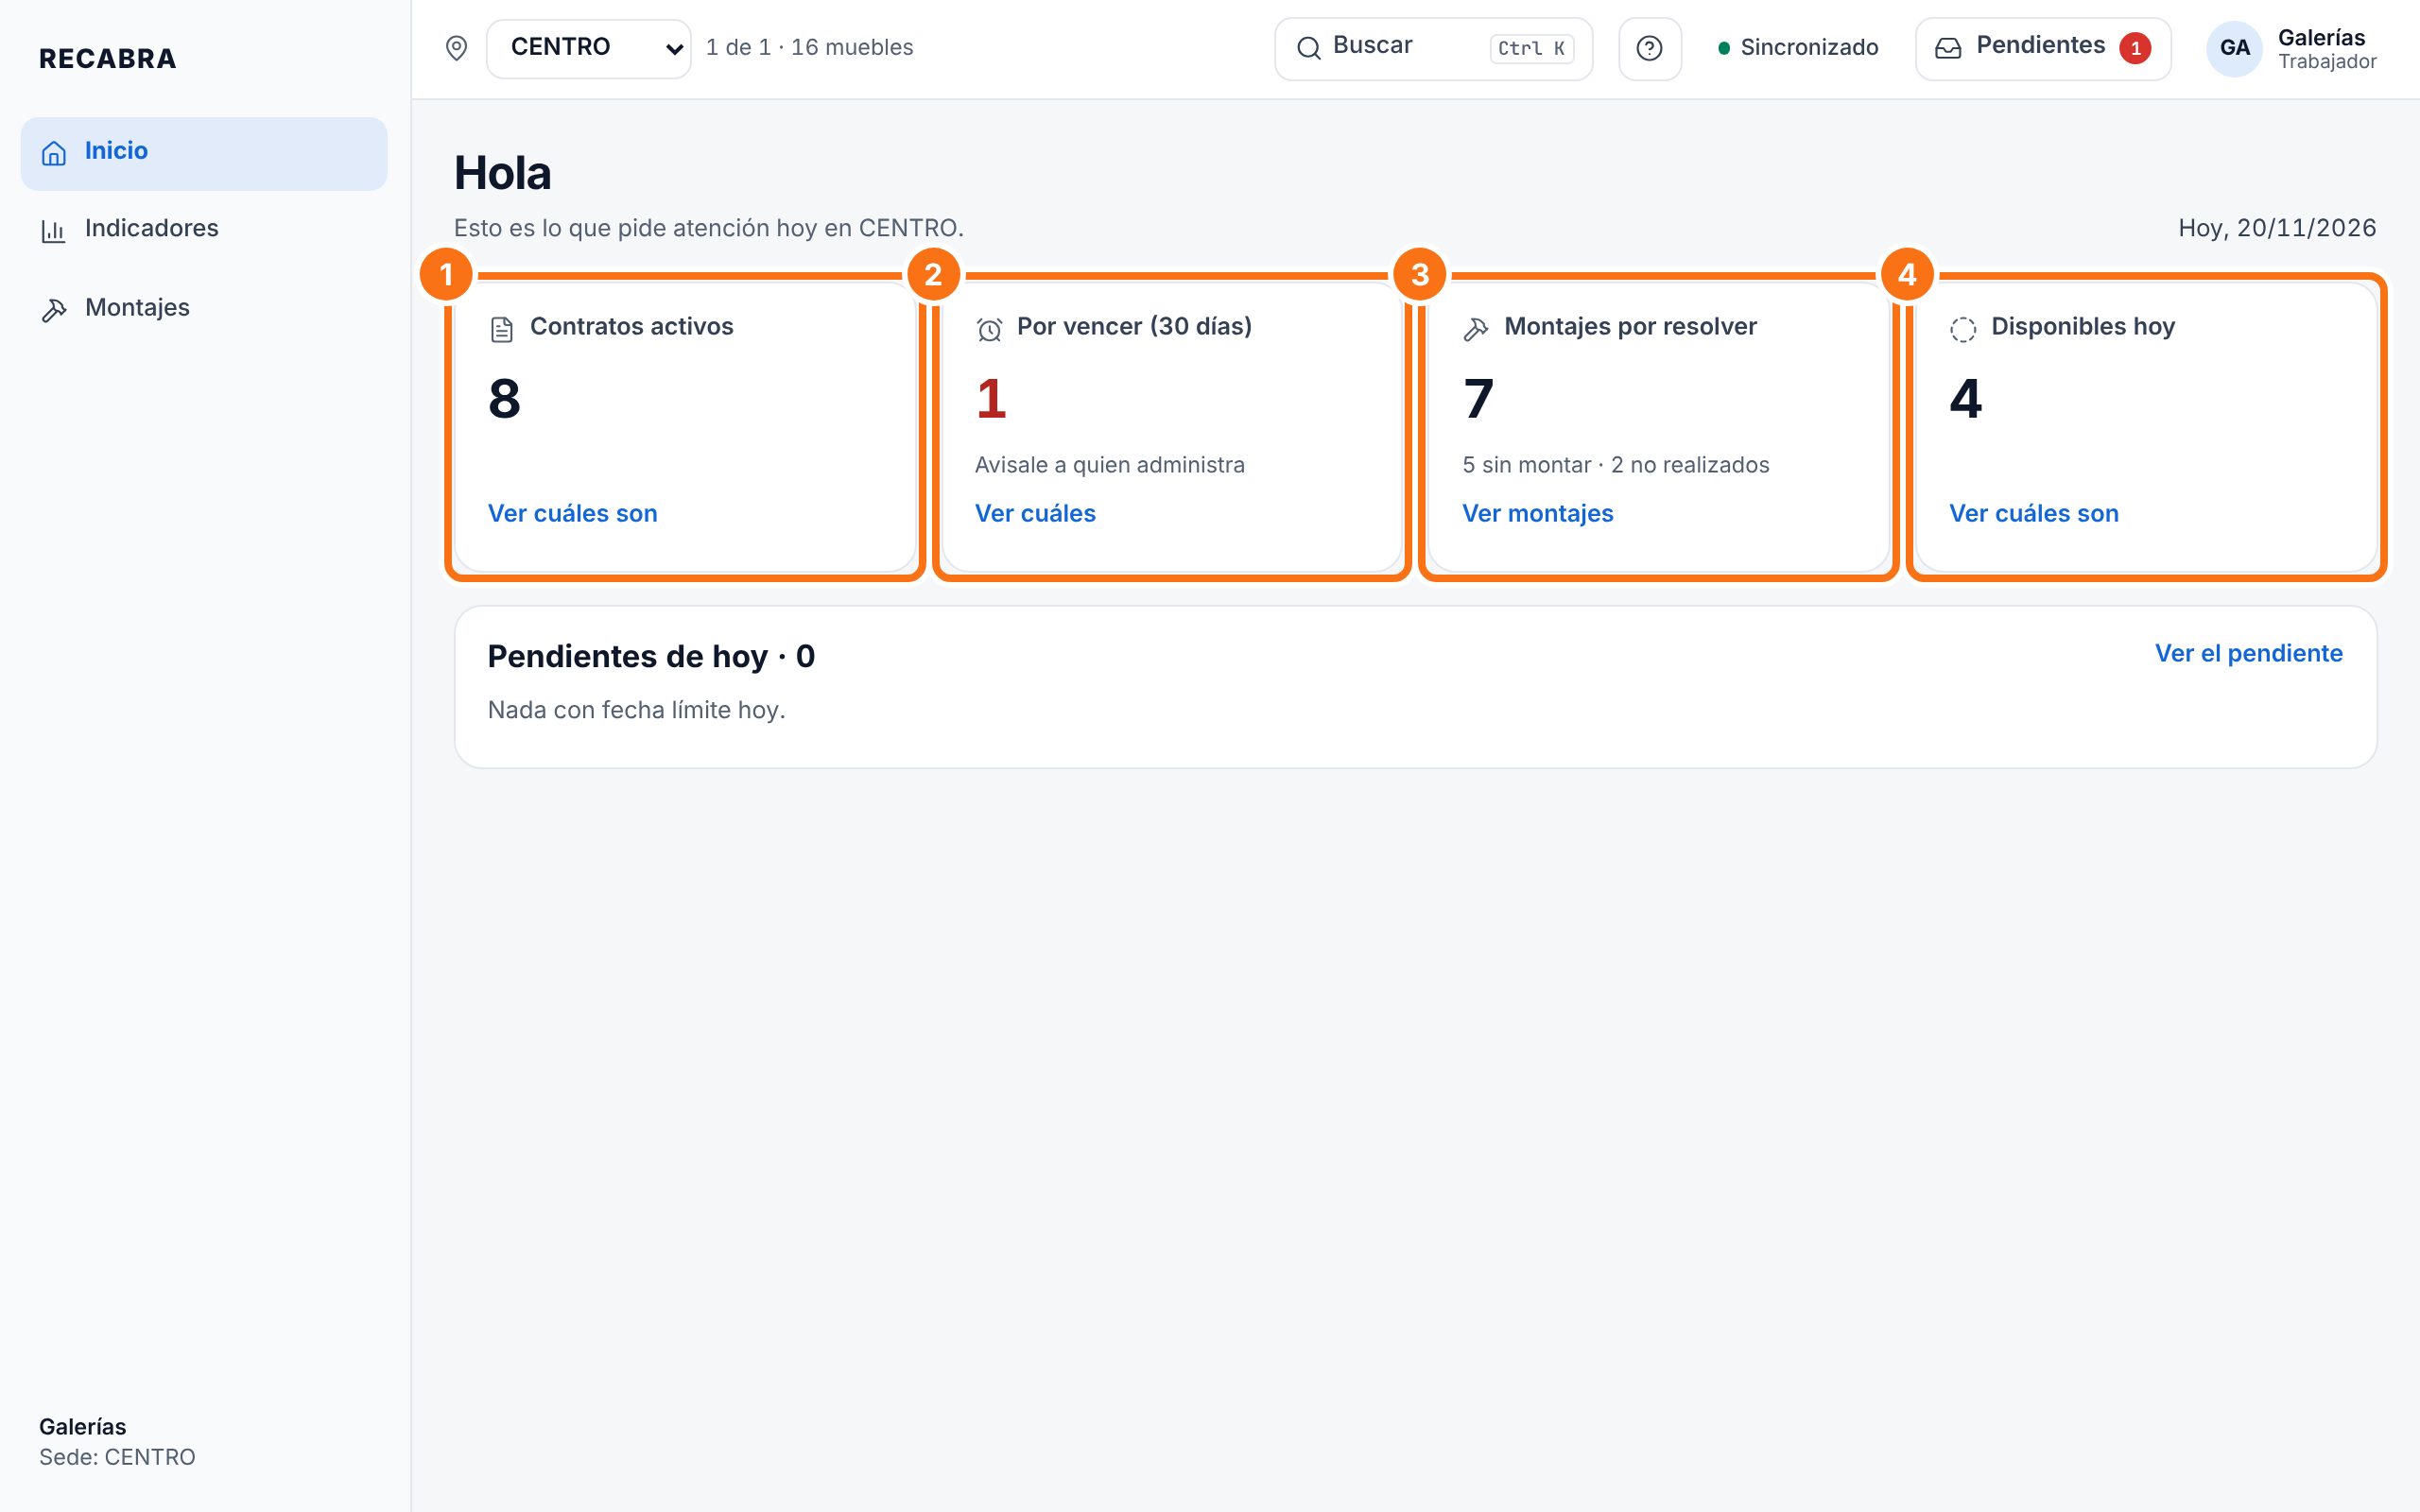 RECABRA
Inicio
Indicadores
Montajes
Galerías
Sede: CENTRO
CENTRO
1 de 1 · 16 muebles
Buscar
Ctrl K
Sincronizado
Pendientes 1
GA
Galerías
Trabajador
Hola
Esto es lo que pide atención hoy en CENTRO.
Hoy, 20/11/2026
1
Contratos activos
8
Ver cuáles son
2
Por vencer (30 días)
1
Avisale a quien administra
Ver cuáles
3
Montajes por resolver
7
5 sin montar · 2 no realizados
Ver montajes
4
Disponibles hoy
4
Ver cuáles son
Pendientes de hoy · 0
Ver el pendiente
Nada con fecha límite hoy.